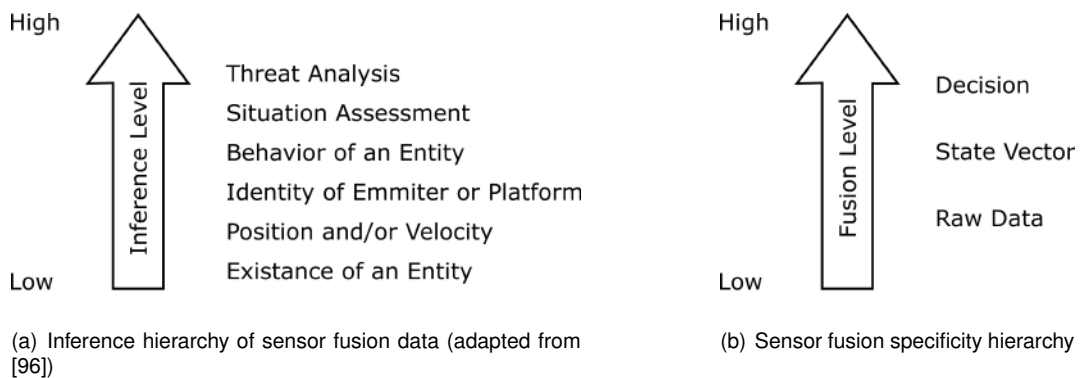 High
Inference Level
Threat Analysis
Situation Assessment
Behavior of an Entity
Identity of Emmiter or Platform
Position and/or Velocity
Existance of an Entity
Low
(a) Inference hierarchy of sensor fusion data (adapted from
[96])
High
Fusion Level
Decision
State Vector
Raw Data
Low
(b) Sensor fusion specificity hierarchy